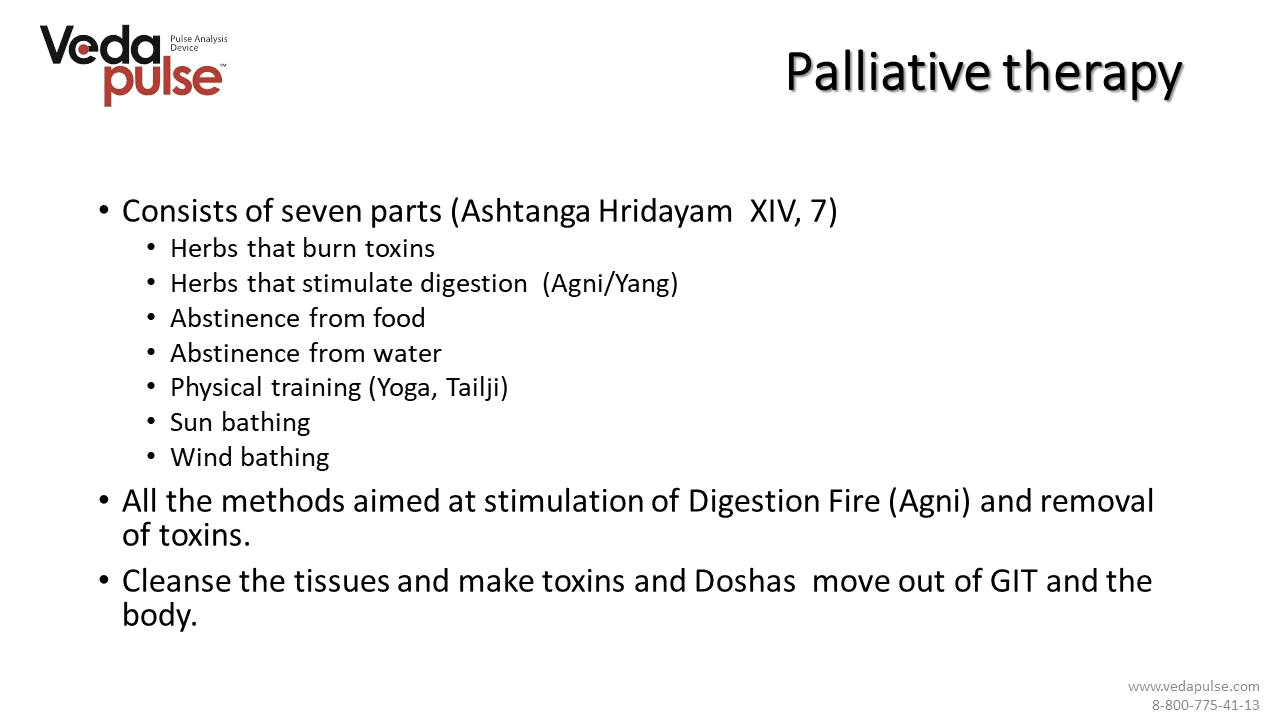 Veda
pulse™
Pulse Analysis
Device
Palliative therapy
• Consists of seven parts (Ashtanga Hridayam  XIV, 7)
• Herbs that burn toxins
• Herbs that stimulate digestion  (Agni/Yang)
• Abstinence from food
• Abstinence from water
• Physical training (Yoga, Tailji)
• Sun bathing
• Wind bathing
• All the methods aimed at stimulation of Digestion Fire (Agni) and removal
of toxins.
• Cleanse the tissues and make toxins and Doshas  move out of GIT and the
body.
www.vedapulse.com
8-800-775-41-13